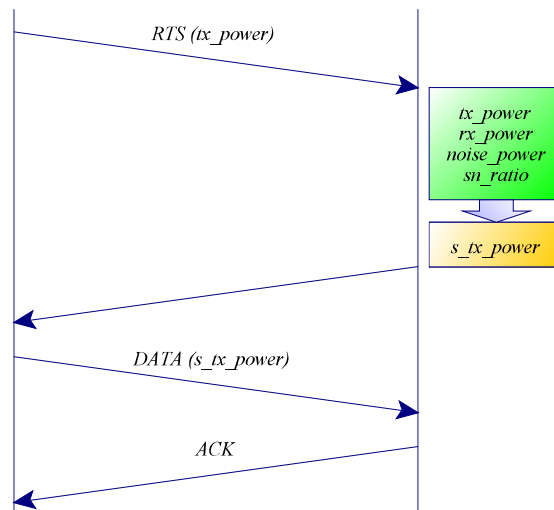 RTS (tx_power)
tx_power
rx_power
noise_power
sn_ratio
s_tx_power
DATA (s_tx_power)
ACK